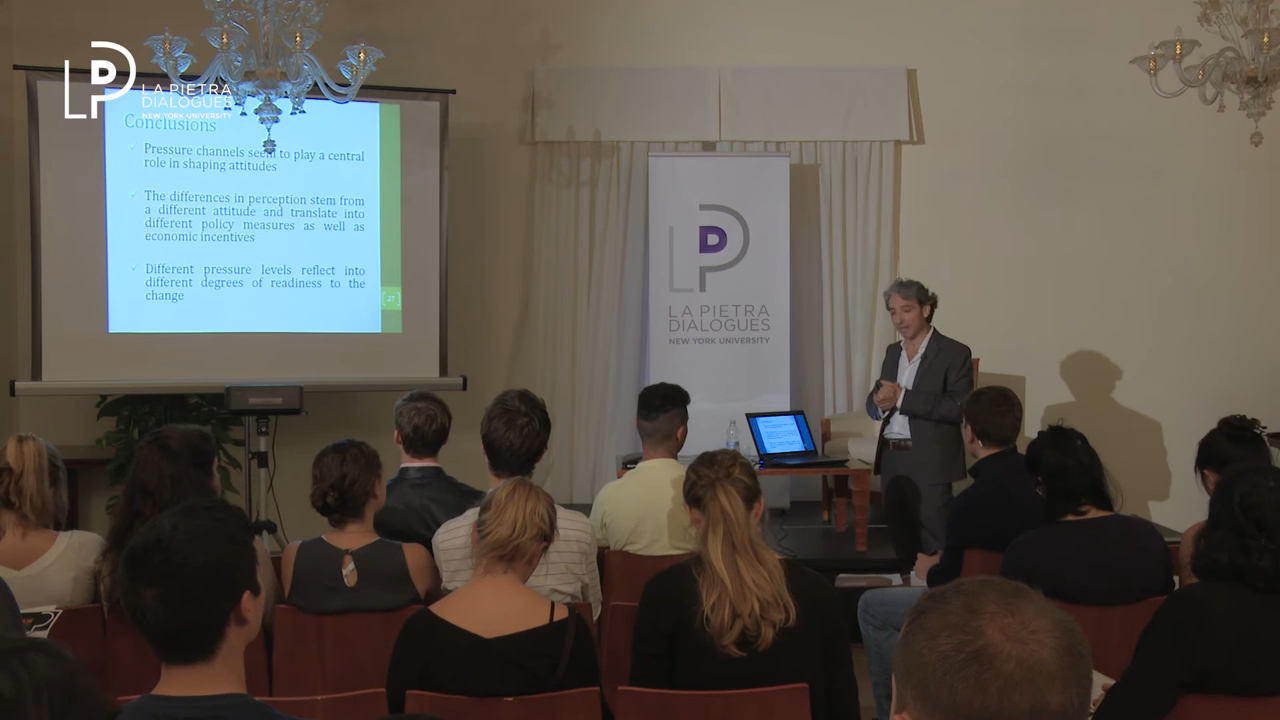 LA PIETRA
DIALOGUES
NEW YORK UNIVERSITY
Conclusions
Pressure channels seem to play a central
role in shaping attitudes
The differences in perception stem from
a different attitude and translate into
different policy measures as well as
economic incentives
Different pressure levels reflect into
different degrees of readiness to the
change
27
LA PIETRA
DIALOGUES
NEW YORK UNIVERSITY